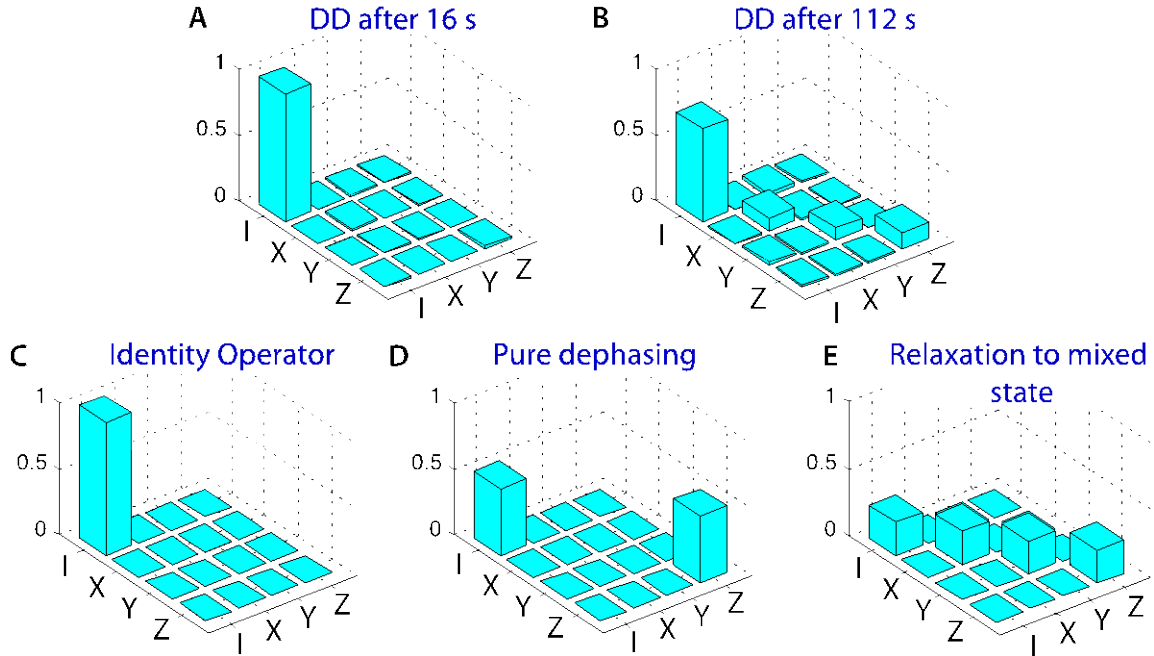 A DD after 16 s
1
0.5
0
I X Y Z
I X Y Z
B DD after 112 s
1
0.5
0
I X Y Z
I X Y Z
C Identity Operator
1
0.5
0
I X Y Z
I X Y Z
D Pure dephasing
1
0.5
0
I X Y Z
I X Y Z
E Relaxation to mixed
state
1
0.5
0
I X Y Z
I X Y Z